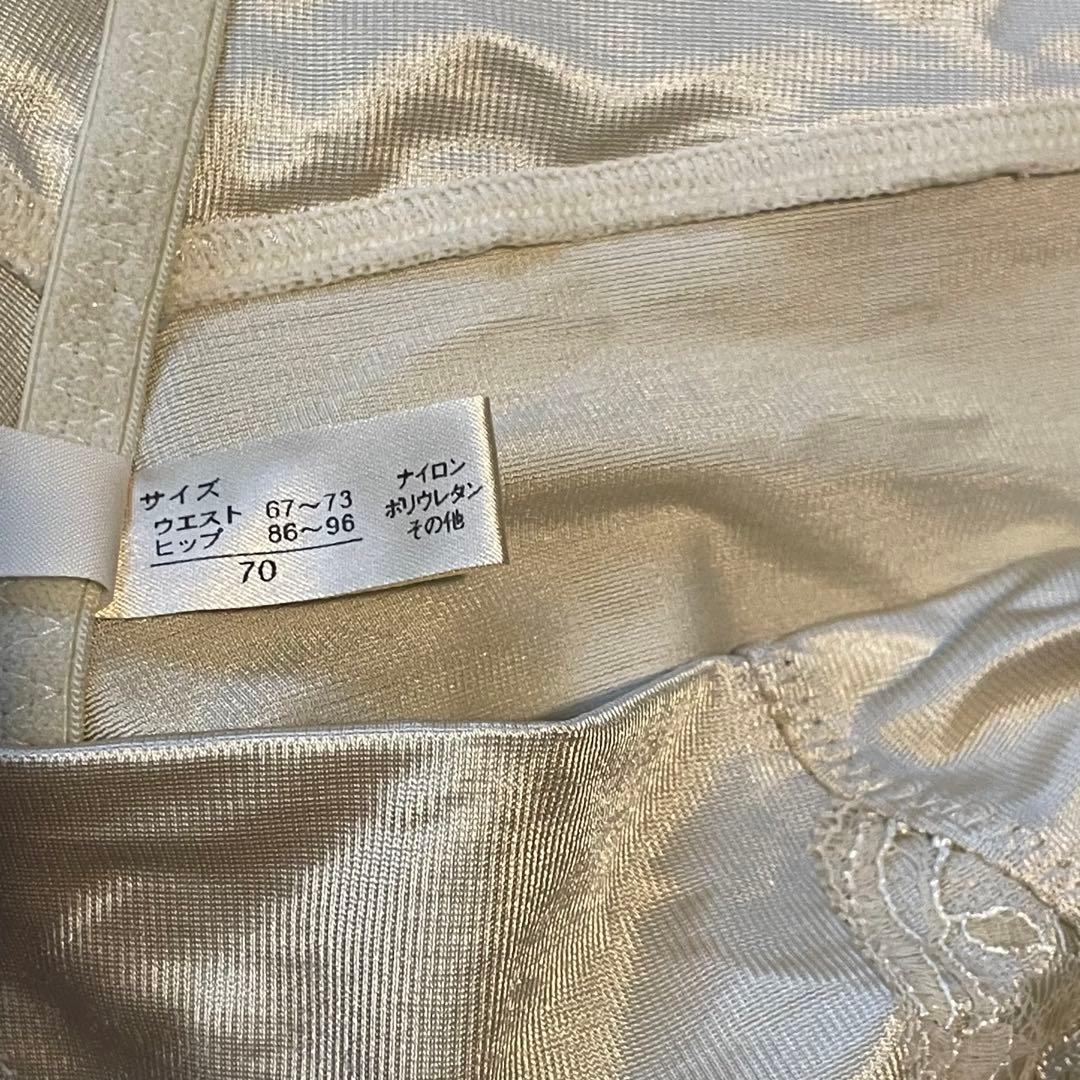 サイズ
ウエスト 67～73
ヒップ 86～96
70
ナイロン
ポリウレタン
その他